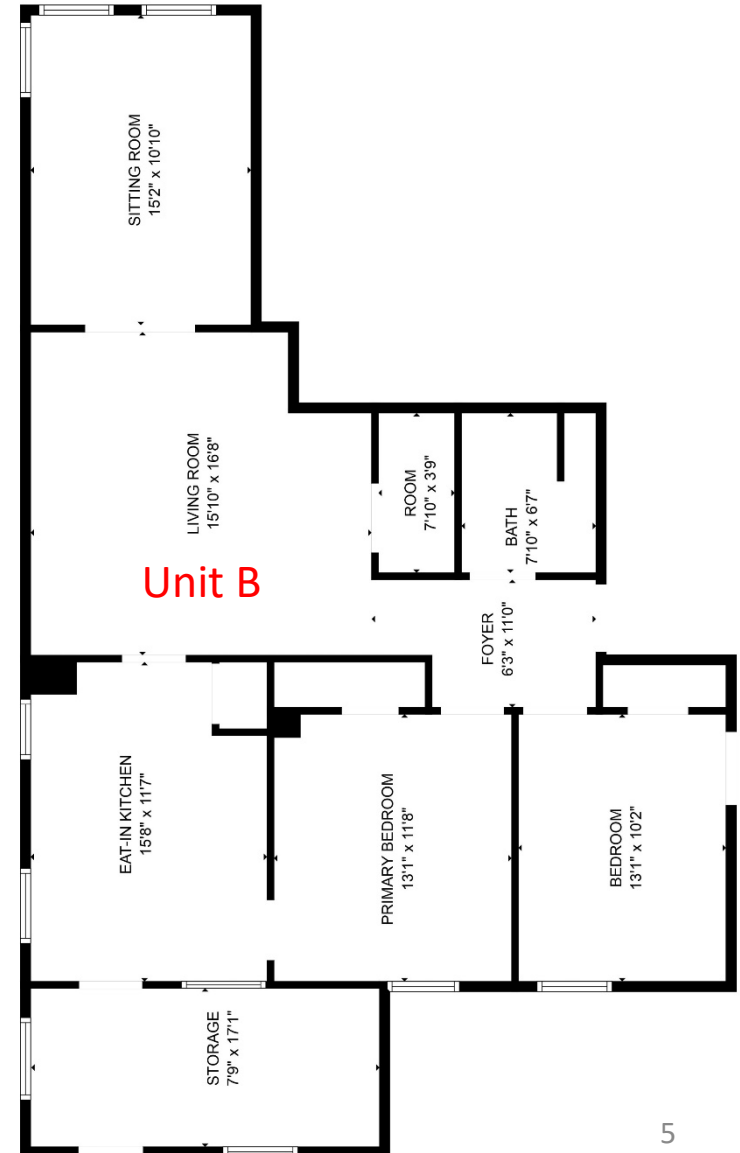 SITTING ROOM
15'2" x 10'10"
LIVING ROOM
15'10" x 16'8"
Unit B
ROOM
7'10" x 3'9"
BATH
7'10" x 6'7"
FOYER
6'3" x 11'0"
EAT-IN KITCHEN
15'8" x 11'7"
PRIMARY BEDROOM
13'1" x 11'8"
BEDROOM
13'1" x 10'2"
STORAGE
7'9" x 17'1"
5